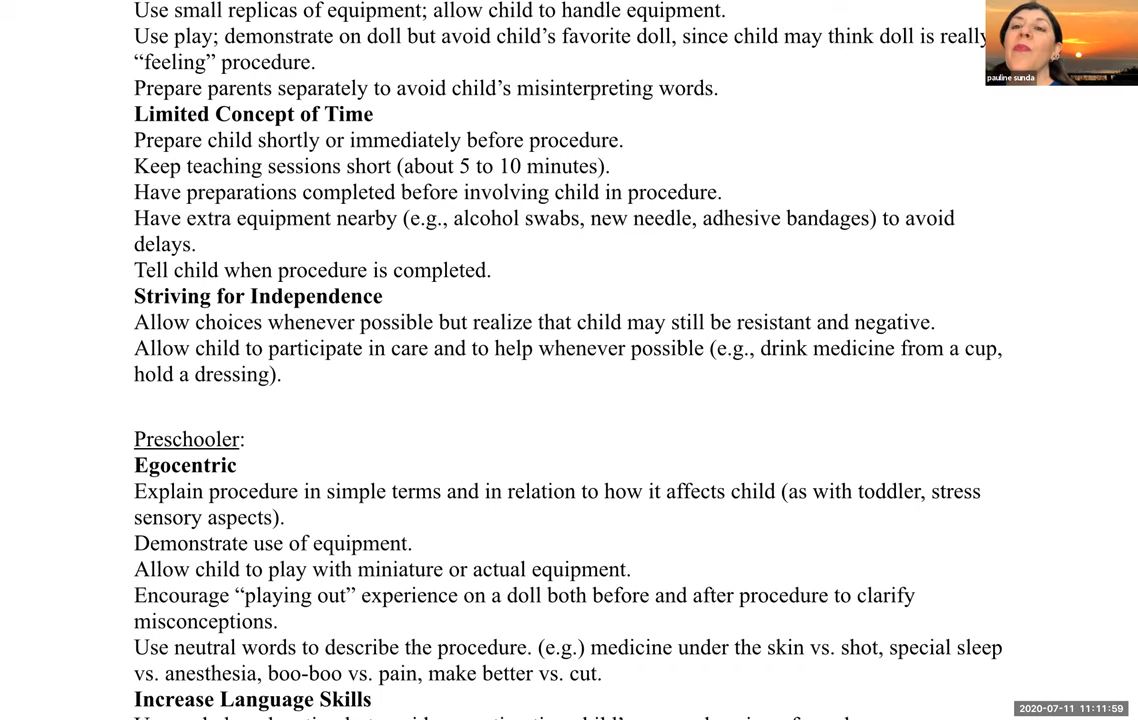 Use small replicas of equipment; allow child to handle equipment.
Use play; demonstrate on doll but avoid child’s favorite doll, since child may think doll is really
“feeling” procedure.
Prepare parents separately to avoid child’s misinterpreting words.
Limited Concept of Time
Prepare child shortly or immediately before procedure.
Keep teaching sessions short (about 5 to 10 minutes).
Have preparations completed before involving child in procedure.
Have extra equipment nearby (e.g., alcohol swabs, new needle, adhesive bandages) to avoid
delays.
Tell child when procedure is completed.
Striving for Independence
Allow choices whenever possible but realize that child may still be resistant and negative.
Allow child to participate in care and to help whenever possible (e.g., drink medicine from a cup,
hold a dressing).
Preschooler:
Egocentric
Explain procedure in simple terms and in relation to how it affects child (as with toddler, stress
sensory aspects).
Demonstrate use of equipment.
Allow child to play with miniature or actual equipment.
Encourage “playing out” experience on a doll both before and after procedure to clarify
misconceptions.
Use neutral words to describe the procedure. (e.g.) medicine under the skin vs. shot, special sleep
vs. anesthesia, boo-boo vs. pain, make better vs. cut.
Increase Language Skills
pauline sunda
2020-07-11 11:11:59